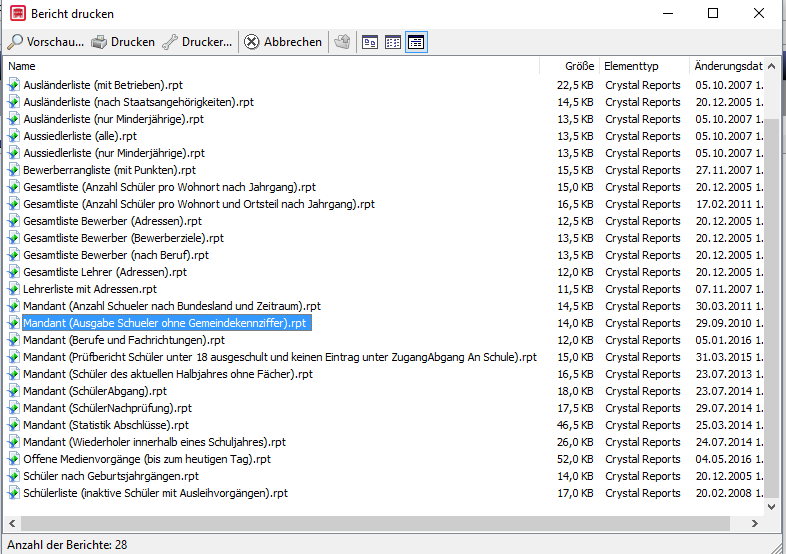 Bericht drucken
Vorschau... Drucken Drucker... Abbrechen
Name Größe Elementtyp Änderungsdat
Ausländerliste (mit Betrieben).rpt 22,5 KB Crystal Reports 05.10.2007 1.
Ausländerliste (nach Staatsangehörigkeiten).rpt 14,5 KB Crystal Reports 20.12.2005 1.
Ausländerliste (nur Minderjährige).rpt 13,5 KB Crystal Reports 05.10.2007 1.
Aussiedlerliste (alle).rpt 13,5 KB Crystal Reports 05.10.2007 1.
Aussiedlerliste (nur Minderjährige).rpt 13,5 KB Crystal Reports 05.10.2007 1.
Bewerberrangliste (mit Punkten).rpt 15,5 KB Crystal Reports 27.11.2007 1.
Gesamtliste (Anzahl Schüler pro Wohnort nach Jahrgang).rpt 15,0 KB Crystal Reports 20.12.2005 1.
Gesamtliste (Anzahl Schüler pro Wohnort und Ortsteil nach Jahrgang).rpt 16,5 KB Crystal Reports 17.02.2011 1.
Gesamtliste Bewerber (Adressen).rpt 12,5 KB Crystal Reports 20.12.2005 1.
Gesamtliste Bewerber (Bewerberziele).rpt 13,5 KB Crystal Reports 20.12.2005 1.
Gesamtliste Bewerber (nach Beruf).rpt 13,5 KB Crystal Reports 20.12.2005 1.
Gesamtliste Lehrer (Adressen).rpt 12,0 KB Crystal Reports 20.12.2005 1.
Lehrerliste mit Adressen.rpt 11,5 KB Crystal Reports 07.11.2007 1.
Mandant (Anzahl Schueler nach Bundesland und Zeitraum).rpt 14,5 KB Crystal Reports 30.03.2011 1.
Mandant (Ausgabe Schueler ohne Gemeindekennziffer).rpt 14,0 KB Crystal Reports 29.09.2010 1.
Mandant (Berufe und Fachrichtungen).rpt 12,0 KB Crystal Reports 05.01.2016 1.
Mandant (Prüfbericht Schüler unter 18 ausgeschult und keinen Eintrag unter ZugangAbgang An Schule).rpt 15,0 KB Crystal Reports 31.03.2015 1.
Mandant (Schüler des aktuellen Halbjahres ohne Fächer).rpt 16,5 KB Crystal Reports 23.07.2013 1.
Mandant (SchülerAbgang).rpt 18,0 KB Crystal Reports 23.07.2014 1.
Mandant (SchülerNachprüfung).rpt 17,5 KB Crystal Reports 29.07.2014 1.
Mandant (Statistik Abschlüsse).rpt 46,5 KB Crystal Reports 25.03.2014 1.
Mandant (Wiederholer innerhalb eines Schuljahres).rpt 26,0 KB Crystal Reports 24.07.2014 1.
Offene Medienvorgänge (bis zum heutigen Tag).rpt 52,0 KB Crystal Reports 04.05.2016 1.
Schüler nach Geburtsjahrgängen.rpt 14,0 KB Crystal Reports 20.12.2005 1.
Schülerliste (inaktive Schüler mit Ausleihvorgängen).rpt 17,0 KB Crystal Reports 20.02.2008 1.
Anzahl der Berichte: 28